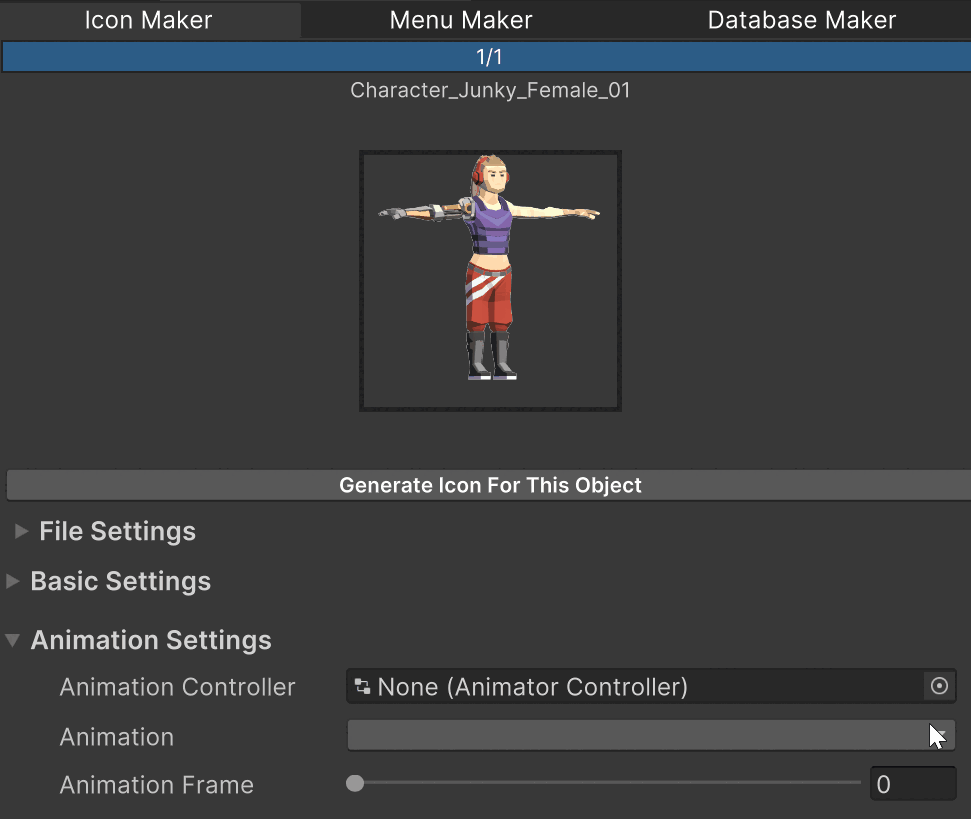 Icon Maker Menu Maker Database Maker
1/1
Character_Junky_Female_01
Generate Icon For This Object
File Settings
Basic Settings
Animation Settings
Animation Controller None (Animator Controller)
Animation
Animation Frame 0